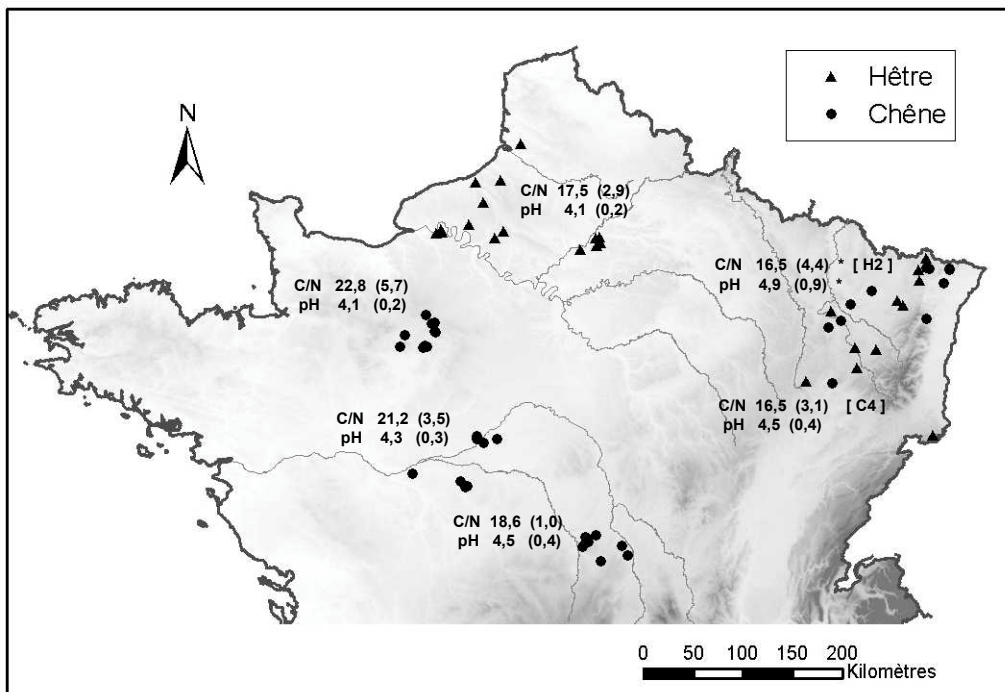 N
Hêtre
Chêne
C/N 17,5 (2,9)
pH 4,1 (0,2)
C/N 16,5 (4,4) [ H2 ]
pH 4,9 (0,9)
C/N 22,8 (5,7)
pH 4,1 (0,2)
C/N 16,5 (3,1) [ C4 ]
pH 4,5 (0,4)
C/N 21,2 (3,5)
pH 4,3 (0,3)
C/N 18,6 (1,0)
pH 4,5 (0,4)
0 50 100 150 200
Kilomètres